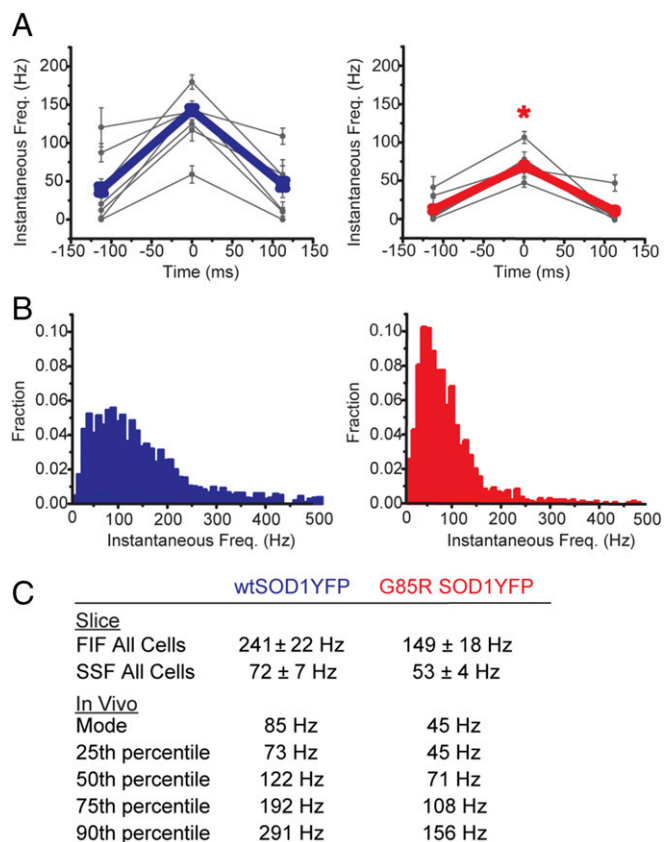 A
Instantaneous Freq. (Hz)
200
150
100
50
0
-150 -100 -50 0 50 100 150
Time (ms)
Instantaneous Freq. (Hz)
200
150
100
50
0
*
-150 -100 -50 0 50 100 150
Time (ms)
B
Fraction
0.10
0.08
0.06
0.04
0.02
0.00
0 100 200 300 400 500
Instantaneous Freq. (Hz)
Fraction
0.10
0.08
0.06
0.04
0.02
0.00
0 100 200 300 400 500
Instantaneous Freq. (Hz)
C
wtSOD1YFP G85R SOD1YFP
Slice
FIF All Cells 241 ± 22 Hz 149 ± 18 Hz
SSF All Cells 72 ± 7 Hz 53 ± 4 Hz
In Vivo
Mode 85 Hz 45 Hz
25th percentile 73 Hz 45 Hz
50th percentile 122 Hz 71 Hz
75th percentile 192 Hz 108 Hz
90th percentile 291 Hz 156 Hz